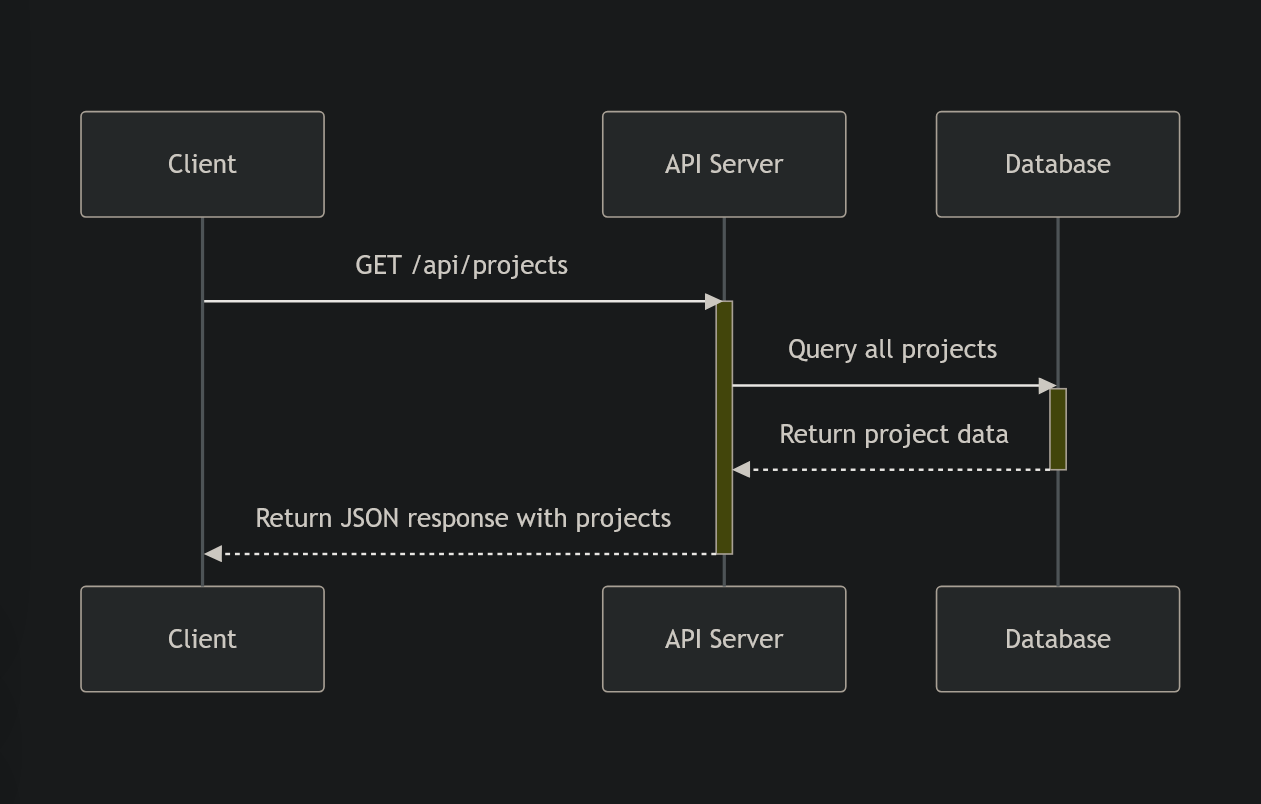 Client
API Server
Database
GET /api/projects
Query all projects
Return project data
Return JSON response with projects
Client
API Server
Database